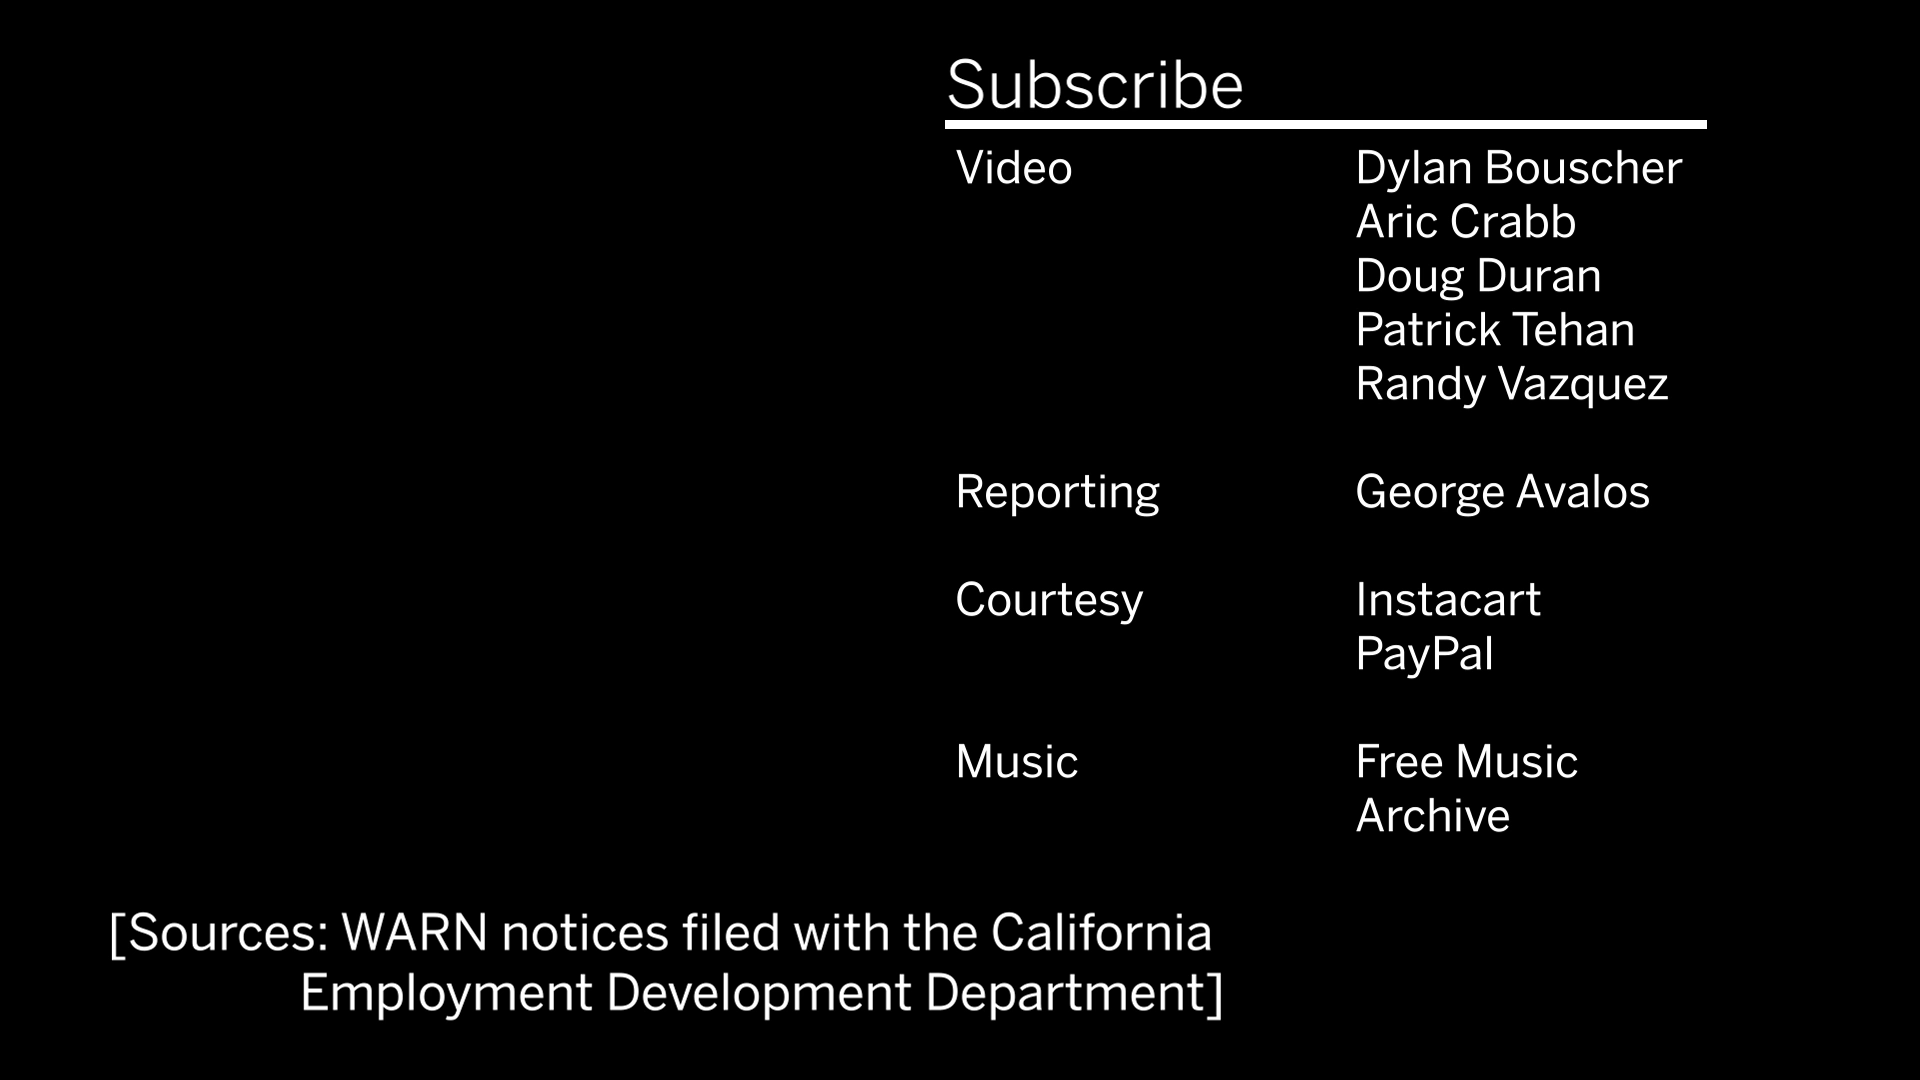 Subscribe
Video Dylan Bouscher
Aric Crabb
Doug Duran
Patrick Tehan
Randy Vazquez
Reporting George Avalos
Courtesy Instacart
PayPal
Music Free Music
Archive
[Sources: WARN notices filed with the California
Employment Development Department]